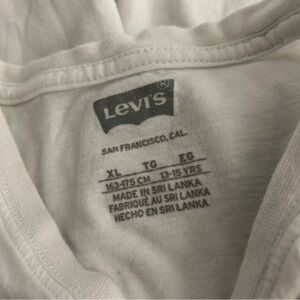 Levi's ®
SAN FRANCISCO, CAL.
XL TG EG
163-175 CM 13-15 YRS
MADE IN SRI LANKA
FABRIQUÉ AU SRI LANKA
HECHO EN SRI LANKA